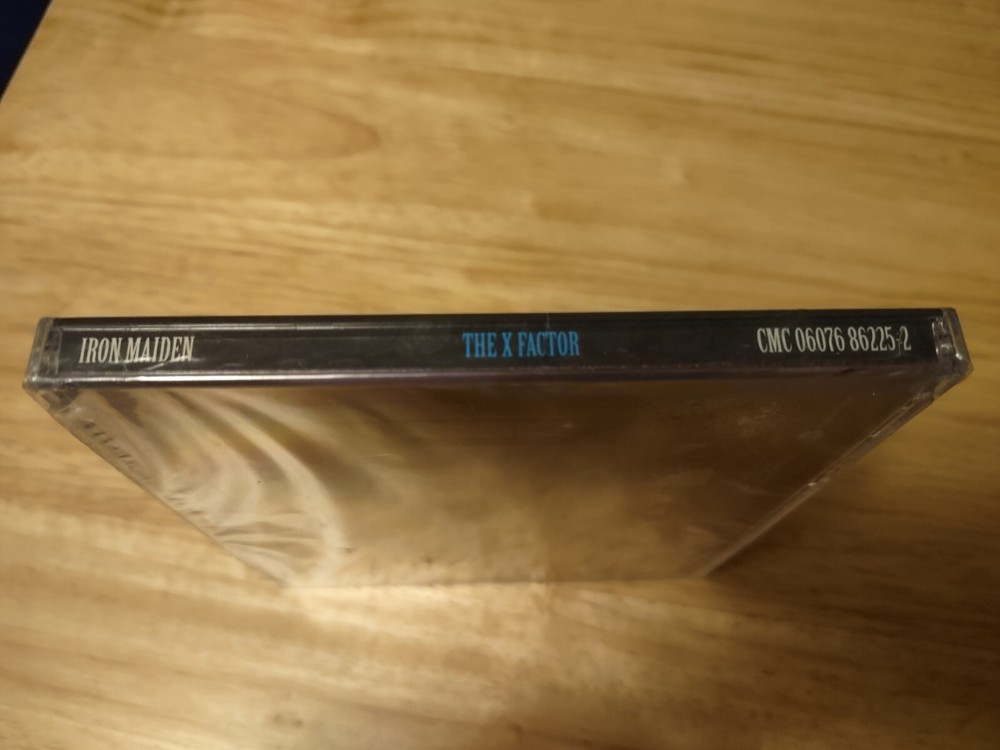 IRON MAIDEN THE X FACTOR CMC 06076 86225-2